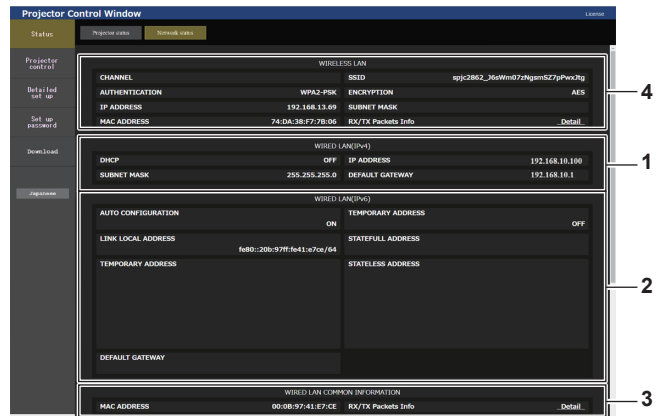 Projector Control Window
License
Status
Projector status
Network status
Projector control
Detailed set up
Set up password
Download
Japanese
WIRELESS LAN
CHANNEL
SSID spjc2862_J6sWm07zNgsmSZ7pPwxJtg
AUTHENTICATION WPA2-PSK ENCRYPTION AES
IP ADDRESS 192.168.13.69 SUBNET MASK
MAC ADDRESS 74:DA:38:F7:7B:06 RX/TX Packets Info Detail
4
WIRED LAN(IPv4)
DHCP OFF IP ADDRESS 192.168.10.100
SUBNET MASK 255.255.255.0 DEFAULT GATEWAY 192.168.10.1
1
WIRED LAN(IPv6)
AUTO CONFIGURATION ON TEMPORARY ADDRESS OFF
LINK LOCAL ADDRESS fe80::20b:97ff:fe41:e7ce/64 STATEFULL ADDRESS
TEMPORARY ADDRESS STATELESS ADDRESS
DEFAULT GATEWAY
2
WIRED LAN COMMON INFORMATION
MAC ADDRESS 00:0B:97:41:E7:CE RX/TX Packets Info Detail
3